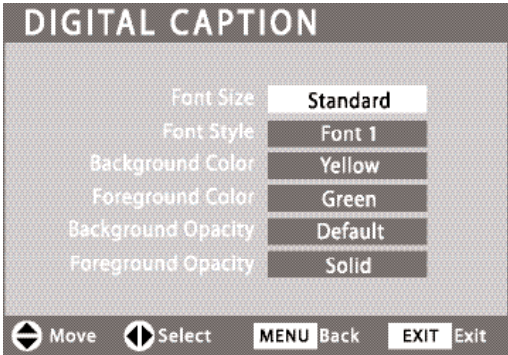 DIGITAL CAPTION
Font Size Standard
Font Style Font 1
Background Color Yellow
Foreground Color Green
Background Opacity Default
Foreground Opacity Solid
Move Select MENU Back EXIT Exit